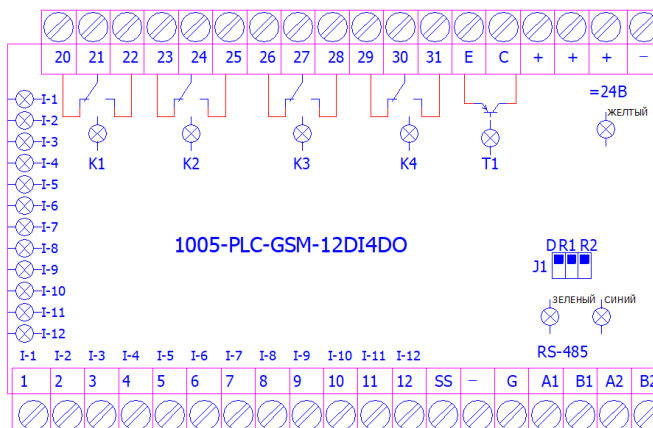 20 21 22 23 24 25 26 27 28 29 30 31 E C + + + −
=24В
ЖЕЛТЫЙ
I-1
I-2
I-3
I-4
I-5
I-6
I-7
I-8
I-9
I-10
I-11
I-12
K1 K2 K3 K4 T1
1005-PLC-GSM-12DI4DO
D R1 R2
J1
ЗЕЛЕНЫЙ СИНИЙ
RS-485
I-1 I-2 I-3 I-4 I-5 I-6 I-7 I-8 I-9 I-10 I-11 I-12
1 2 3 4 5 6 7 8 9 10 11 12 SS − G A1 B1 A2 B2